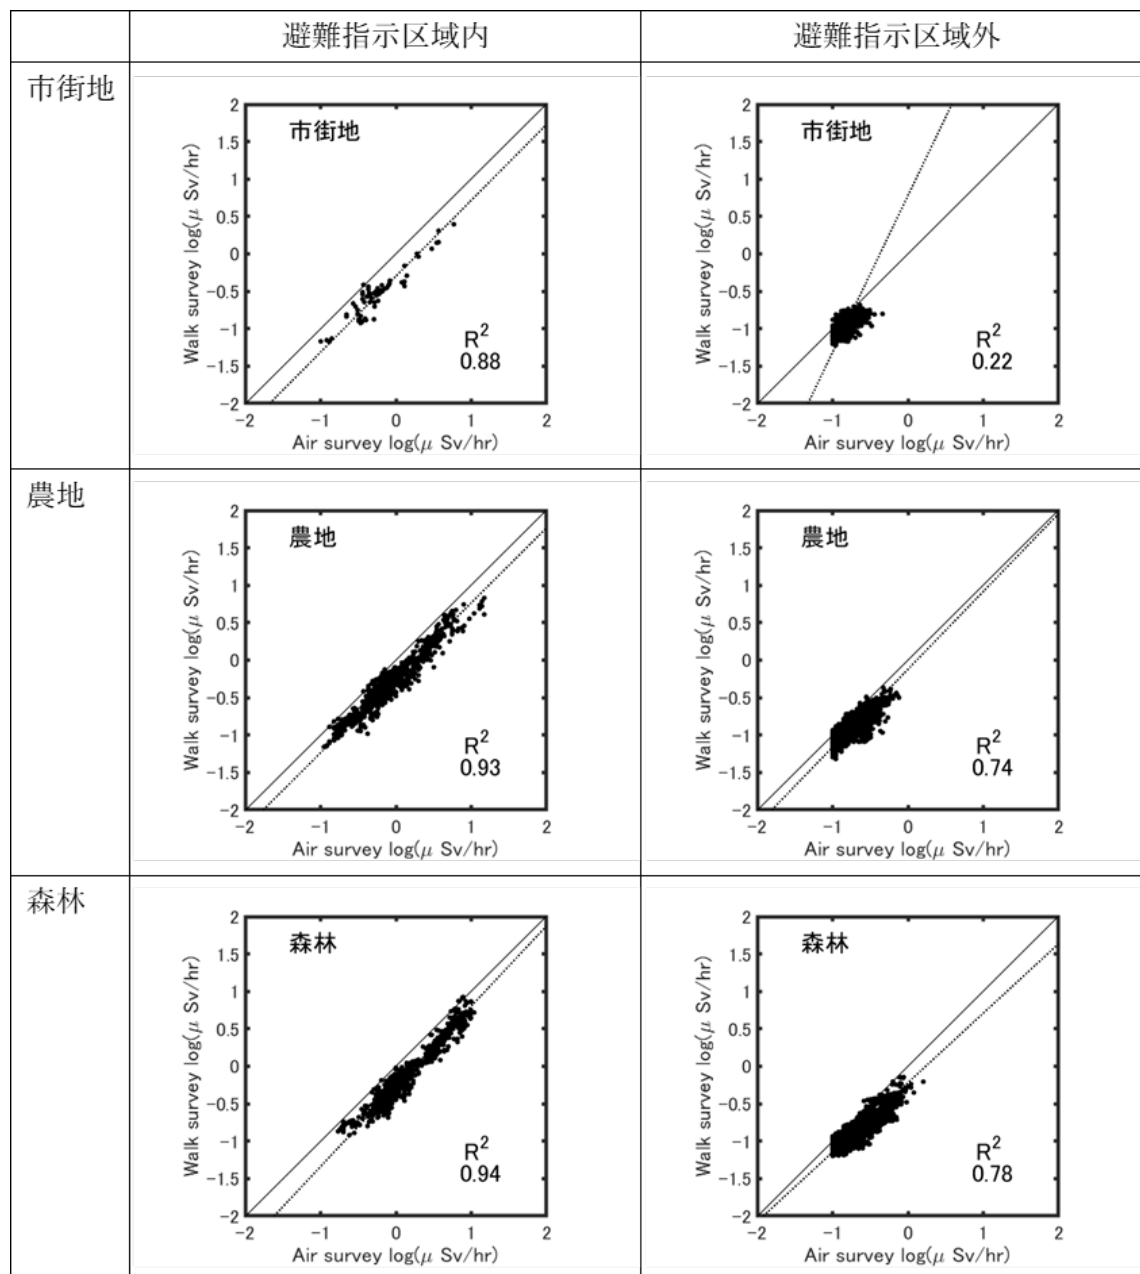 避難指示区域内 避難指示区域外
市街地
2
1.5
1
0.5
0
−0.5
−1
−1.5
−2
Walk survey log(μ Sv/hr)
市街地
R2
0.88
−2 −1 0 1 2
Air survey log(μ Sv/hr)
2
1.5
1
0.5
0
−0.5
−1
−1.5
−2
Walk survey log(μ Sv/hr)
市街地
R2
0.22
−2 −1 0 1 2
Air survey log(μ Sv/hr)
農地
2
1.5
1
0.5
0
−0.5
−1
−1.5
−2
Walk survey log(μ Sv/hr)
農地
R2
0.93
−2 −1 0 1 2
Air survey log(μ Sv/hr)
2
1.5
1
0.5
0
−0.5
−1
−1.5
−2
Walk survey log(μ Sv/hr)
農地
R2
0.74
−2 −1 0 1 2
Air survey log(μ Sv/hr)
森林
2
1.5
1
0.5
0
−0.5
−1
−1.5
−2
Walk survey log(μ Sv/hr)
森林
R2
0.94
−2 −1 0 1 2
Air survey log(μ Sv/hr)
2
1.5
1
0.5
0
−0.5
−1
−1.5
−2
Walk survey log(μ Sv/hr)
森林
R2
0.78
−2 −1 0 1 2
Air survey log(μ Sv/hr)